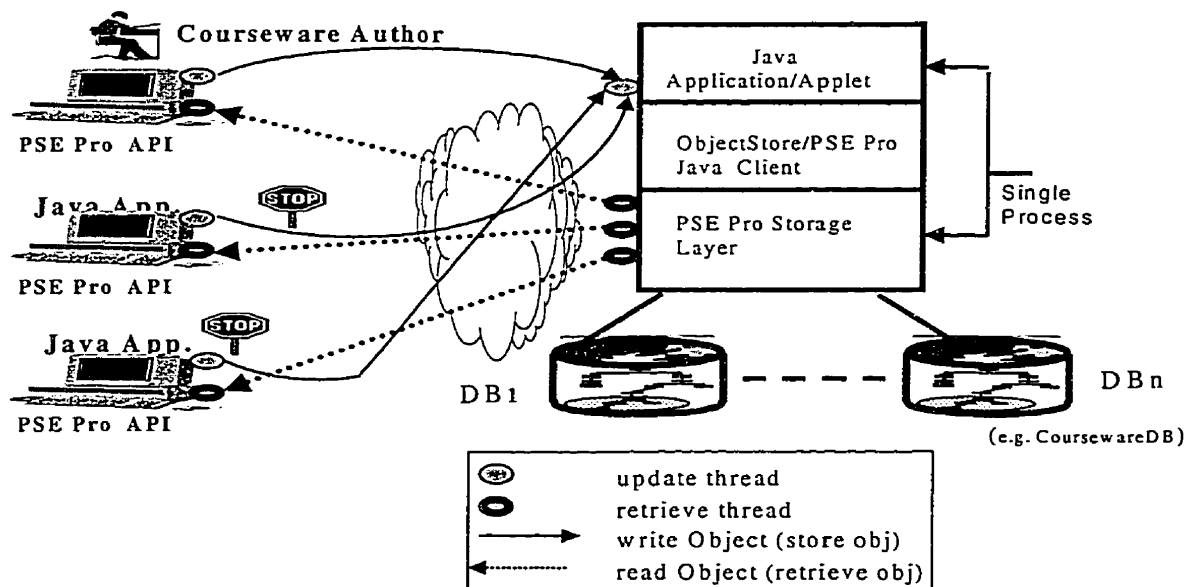 Courseware Author
PSE Pro API
Java App.
STOP
PSE Pro API
Java App.
STOP
PSE Pro API
Java
Application/Applet
ObjectStore/PSE Pro
Java Client
PSE Pro Storage
Layer
Single
Process
DB1
DBn
(e.g. CoursewareDB)
update thread
retrieve thread
write Object (store obj)
read Object (retrieve obj)